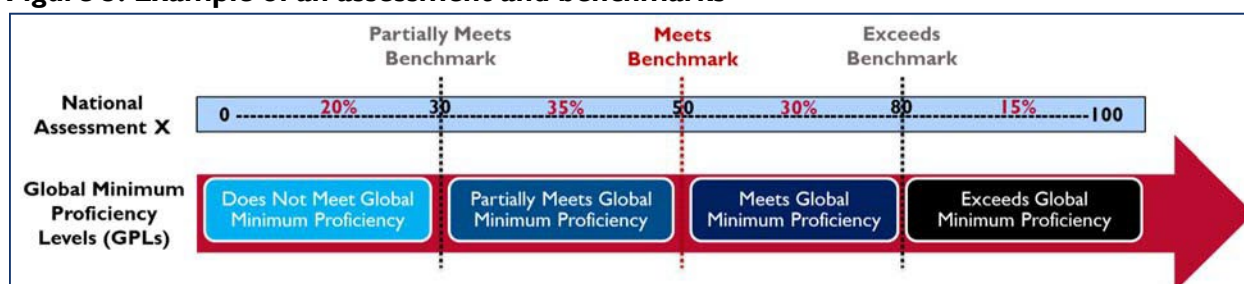 Figure 3: Example of an assessment and benchmarks
Partially Meets
Benchmark
Meets
Benchmark
Exceeds
Benchmark
National
Assessment X
0 20% 30 35% 50 30% 80 15% 100
Global Minimum
Proficiency
Levels (GPLs)
Does Not Meet Global
Minimum Proficiency
Partially Meets Global
Minimum Proficiency
Meets Global
Minimum Proficiency
Exceeds Global
Minimum Proficiency